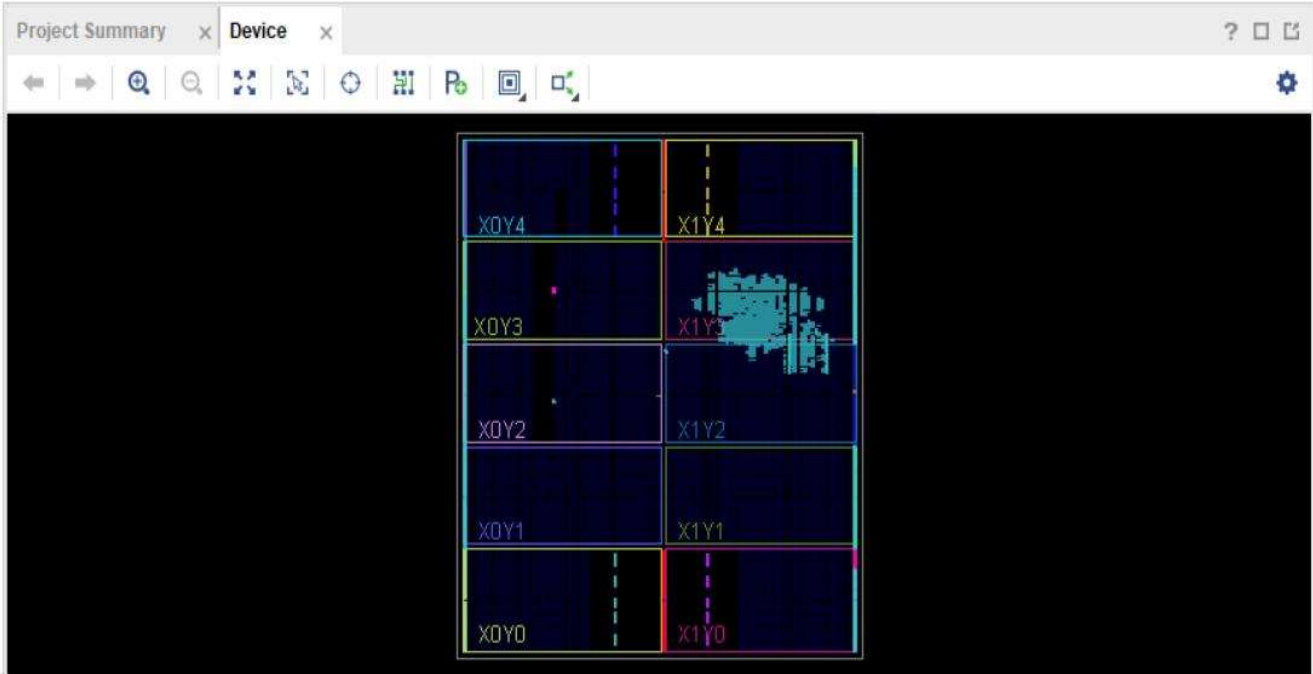 Project Summary × Device ×
X0Y4 X1Y4
X0Y3 X1Y3
X0Y2 X1Y2
X0Y1 X1Y1
X0Y0 X1Y0